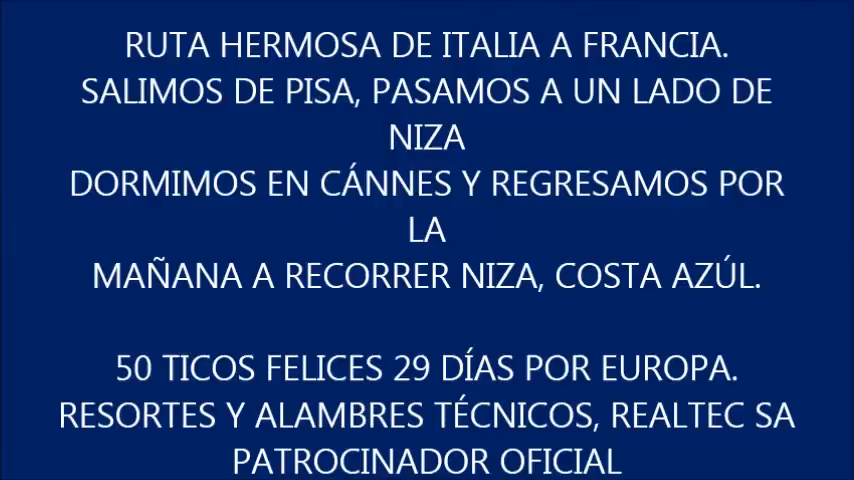 RUTA HERMOSA DE ITALIA A FRANCIA.
SALIMOS DE PISA, PASAMOS A UN LADO DE
NIZA
DORMIMOS EN CÁNNES Y REGRESAMOS POR
LA
MAÑANA A RECORRER NIZA, COSTA AZÚL.
50 TICOS FELICES 29 DÍAS POR EUROPA.
RESORTES Y ALAMBRES TÉCNICOS, REALTEC SA
PATROCINADOR OFICIAL